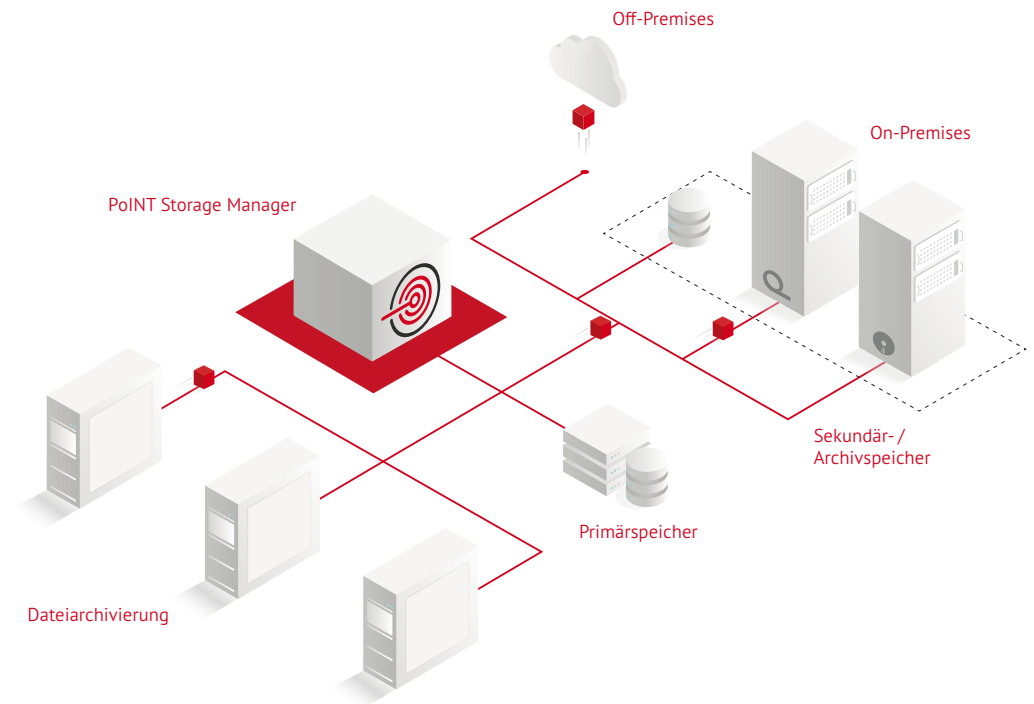 Off-Premises
On-Premises
PoINT Storage Manager
Sekundär- /
Archivspeicher
Primärspeicher
Dateiarchivierung